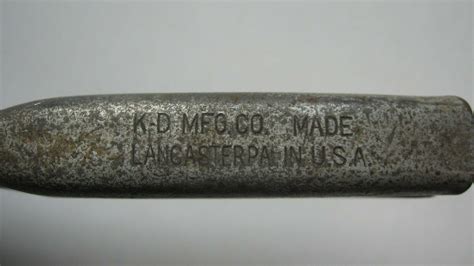 K-D MFG. CO. MADE
LANCASTER PA. IN U.S.A.